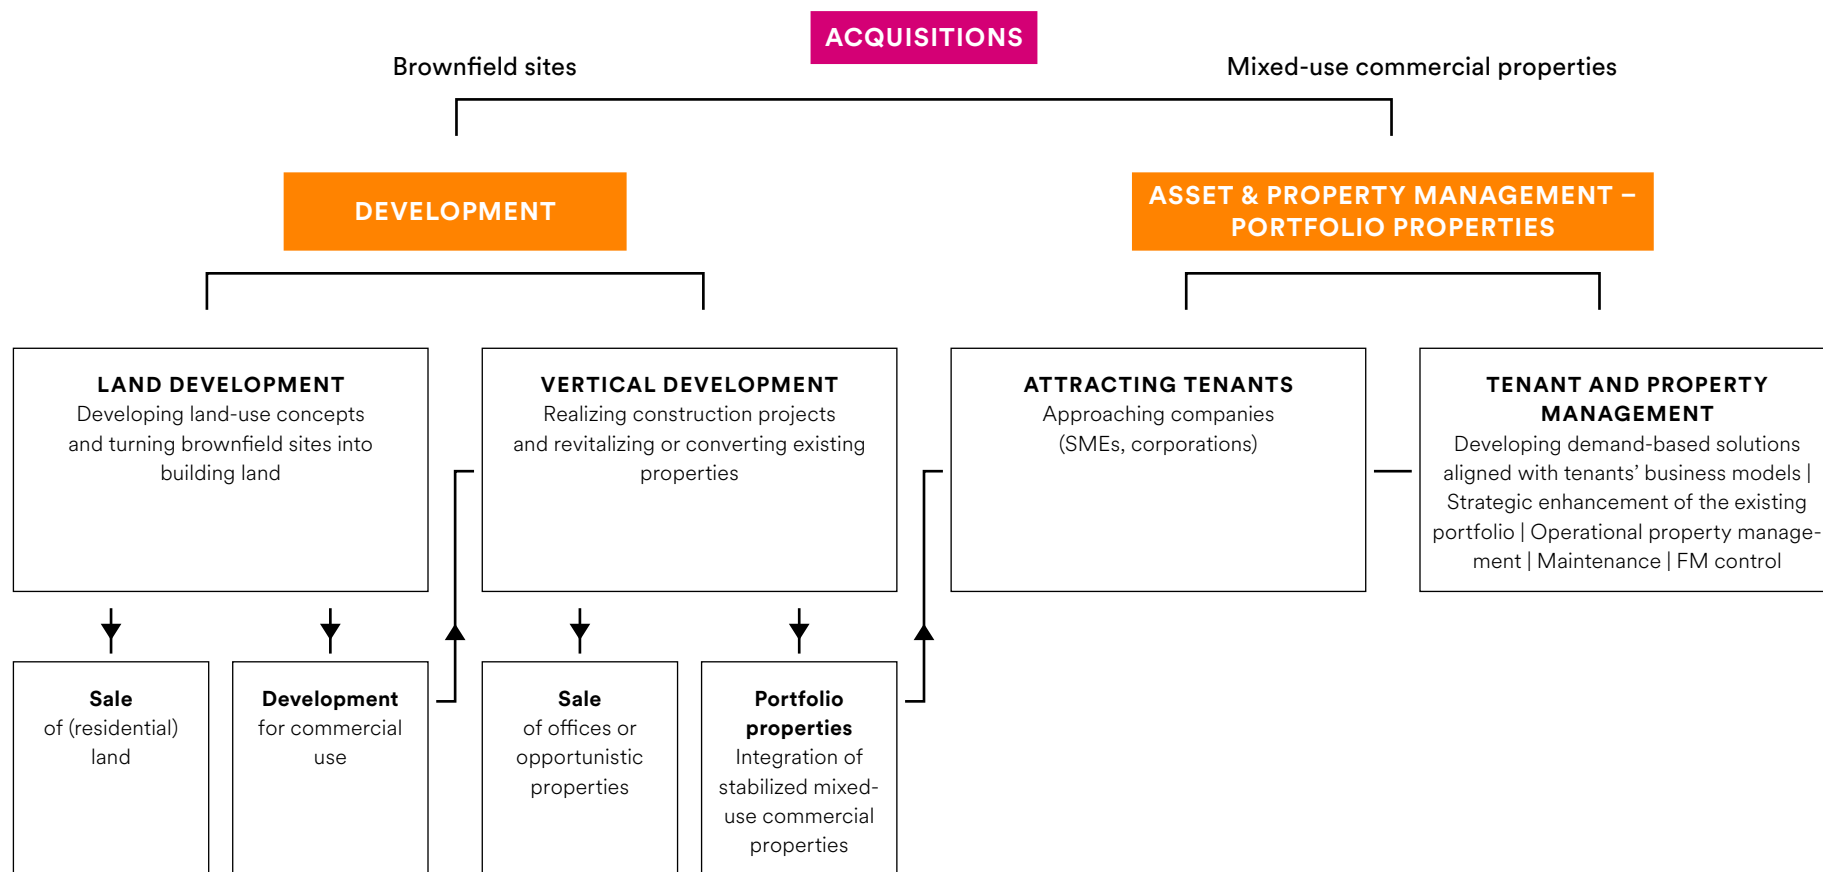 ACQUISITIONS
Brownfield sites
Mixed-use commercial properties
DEVELOPMENT
ASSET & PROPERTY MANAGEMENT –
PORTFOLIO PROPERTIES
LAND DEVELOPMENT
Developing land-use concepts
and turning brownfield sites into
building land
VERTICAL DEVELOPMENT
Realizing construction projects
and revitalizing or converting existing
properties
ATTRACTING TENANTS
Approaching companies
(SMEs, corporations)
TENANT AND PROPERTY
MANAGEMENT
Developing demand-based solutions
aligned with tenants’ business models |
Strategic enhancement of the existing
portfolio | Operational property manage-
ment | Maintenance | FM control
Sale
of (residential)
land
Development
for commercial
use
Sale
of offices or
opportunistic
properties
Portfolio
properties
Integration of
stabilized mixed-
use commercial
properties